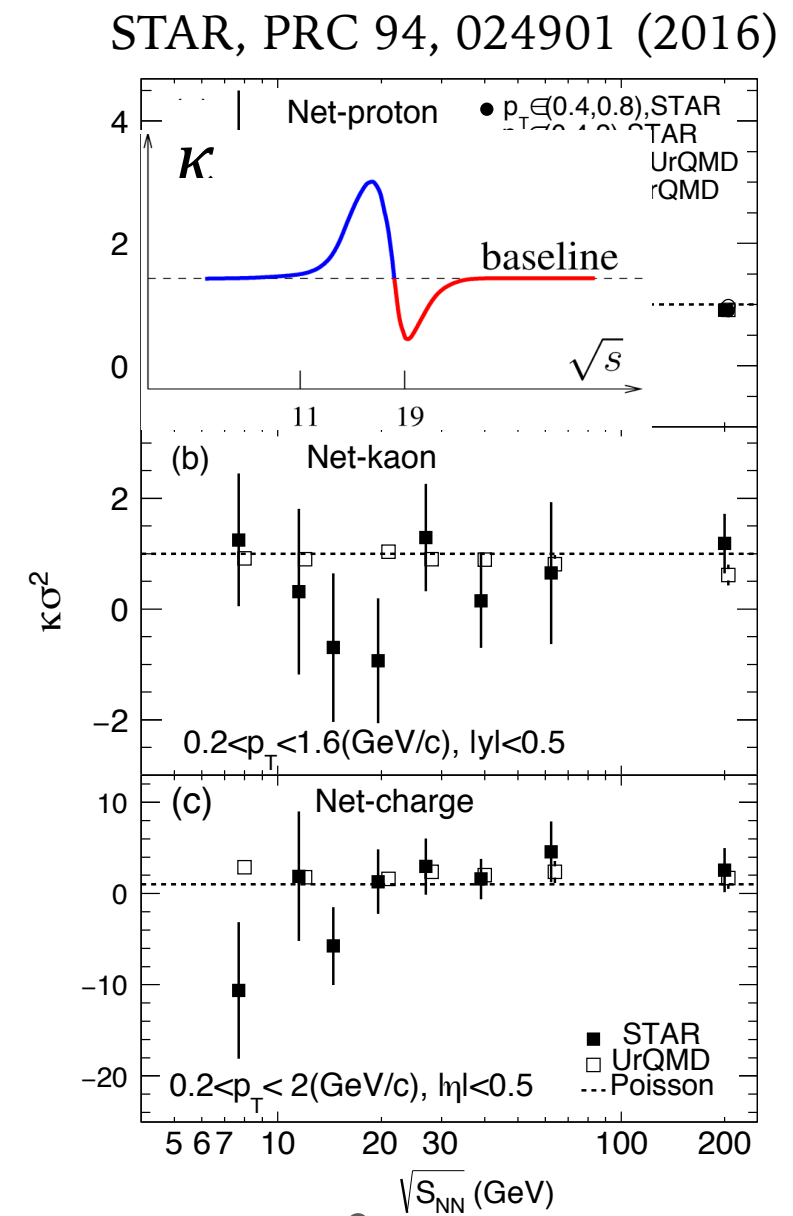 STAR, PRC 94, 024901 (2016)
4
Net-proton
● p_T∈(0.4,0.8),STAR
STAR
κ
UrQMD
rQMD
2
baseline
0
√s
11 19
(b) Net-kaon
2
0
−2
κσ²
0.2<p_T<1.6(GeV/c), |y|<0.5
(c) Net-charge
10
0
−10
−20
■ STAR
□ UrQMD
---Poisson
0.2<p_T< 2(GeV/c), |η|<0.5
5 6 7 10 20 30 100 200
√S_NN (GeV)